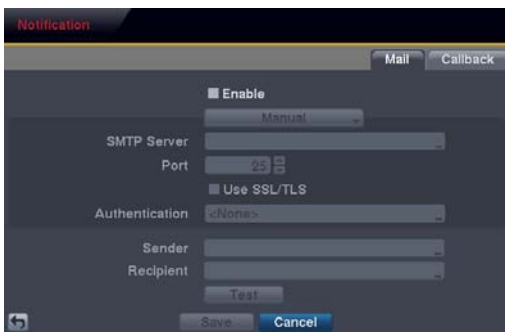 Notification
Mail Callback
Enable
Manual
SMTP Server
Port 25
Use SSL/TLS
Authentication <None>
Sender
Recipient
Test
Save Cancel